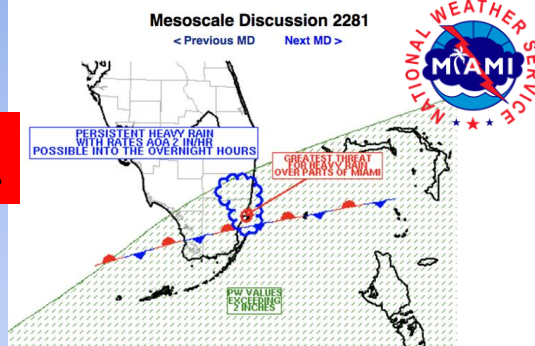 Mesoscale Discussion 2281
< Previous MD Next MD >
NATIONAL WEATHER SERVICE
MIAMI
PERSISTENT HEAVY RAIN
WITH RATES AOA 2 IN/HR
POSSIBLE INTO THE OVERNIGHT HOURS
GREATEST THREAT
FOR HEAVY RAIN
OVER PARTS OF MIAMI
PW VALUES
EXCEEDING
2 INCHES